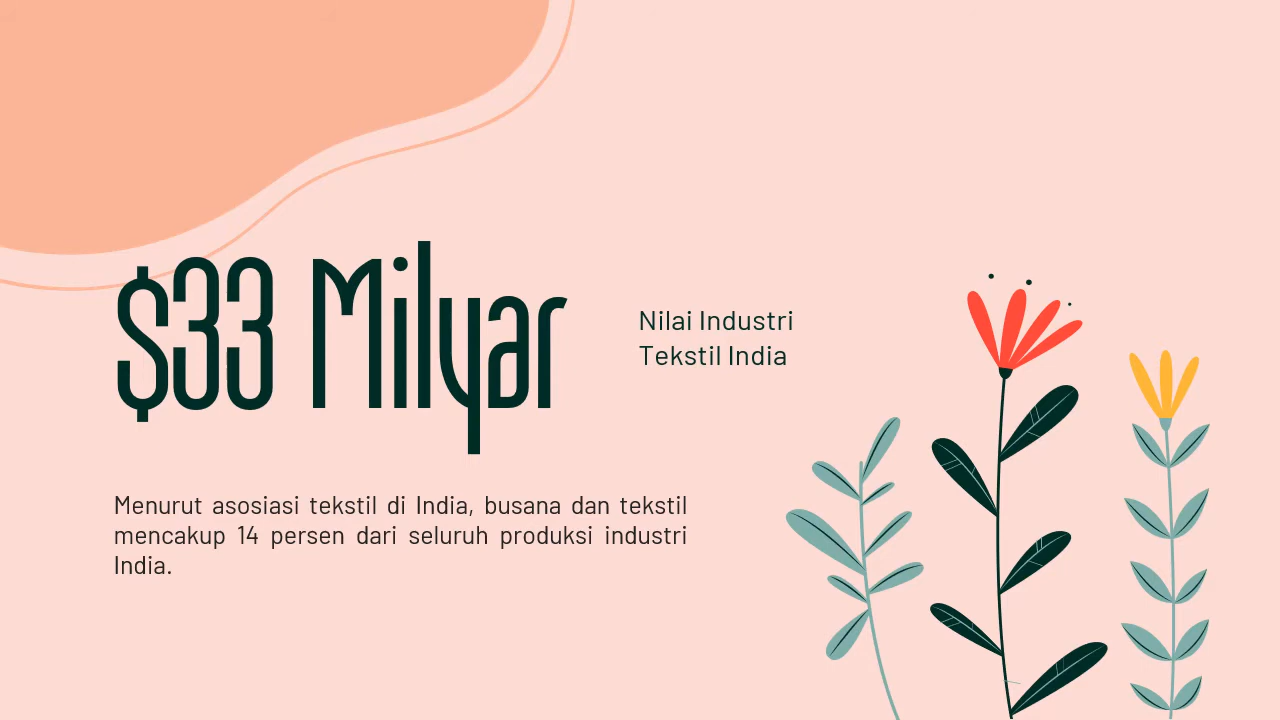 $33 Milyar
Nilai Industri
Tekstil India
Menurut asosiasi tekstil di India, busana dan tekstil
mencakup 14 persen dari seluruh produksi industri
India.